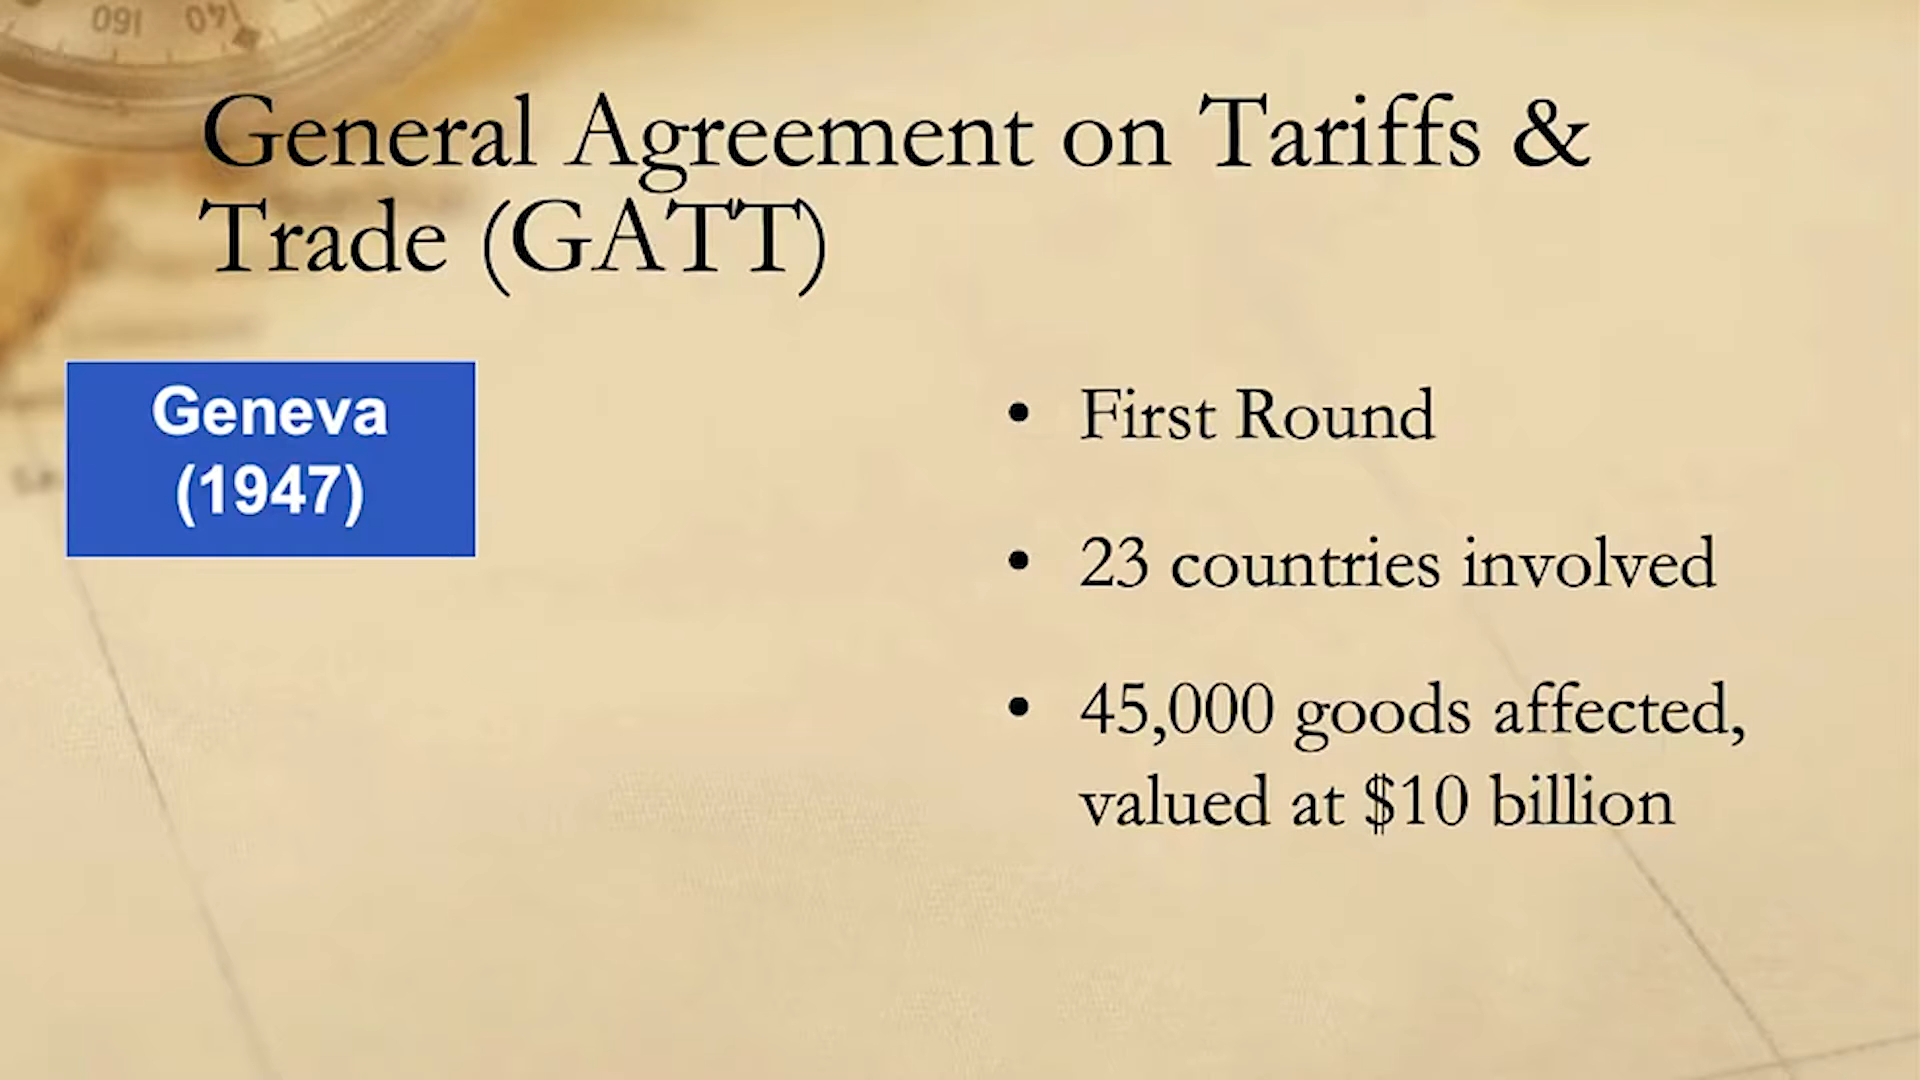 General Agreement on Tariffs &
Trade (GATT)
Geneva
(1947)
• First Round
• 23 countries involved
• 45,000 goods affected,
valued at $10 billion